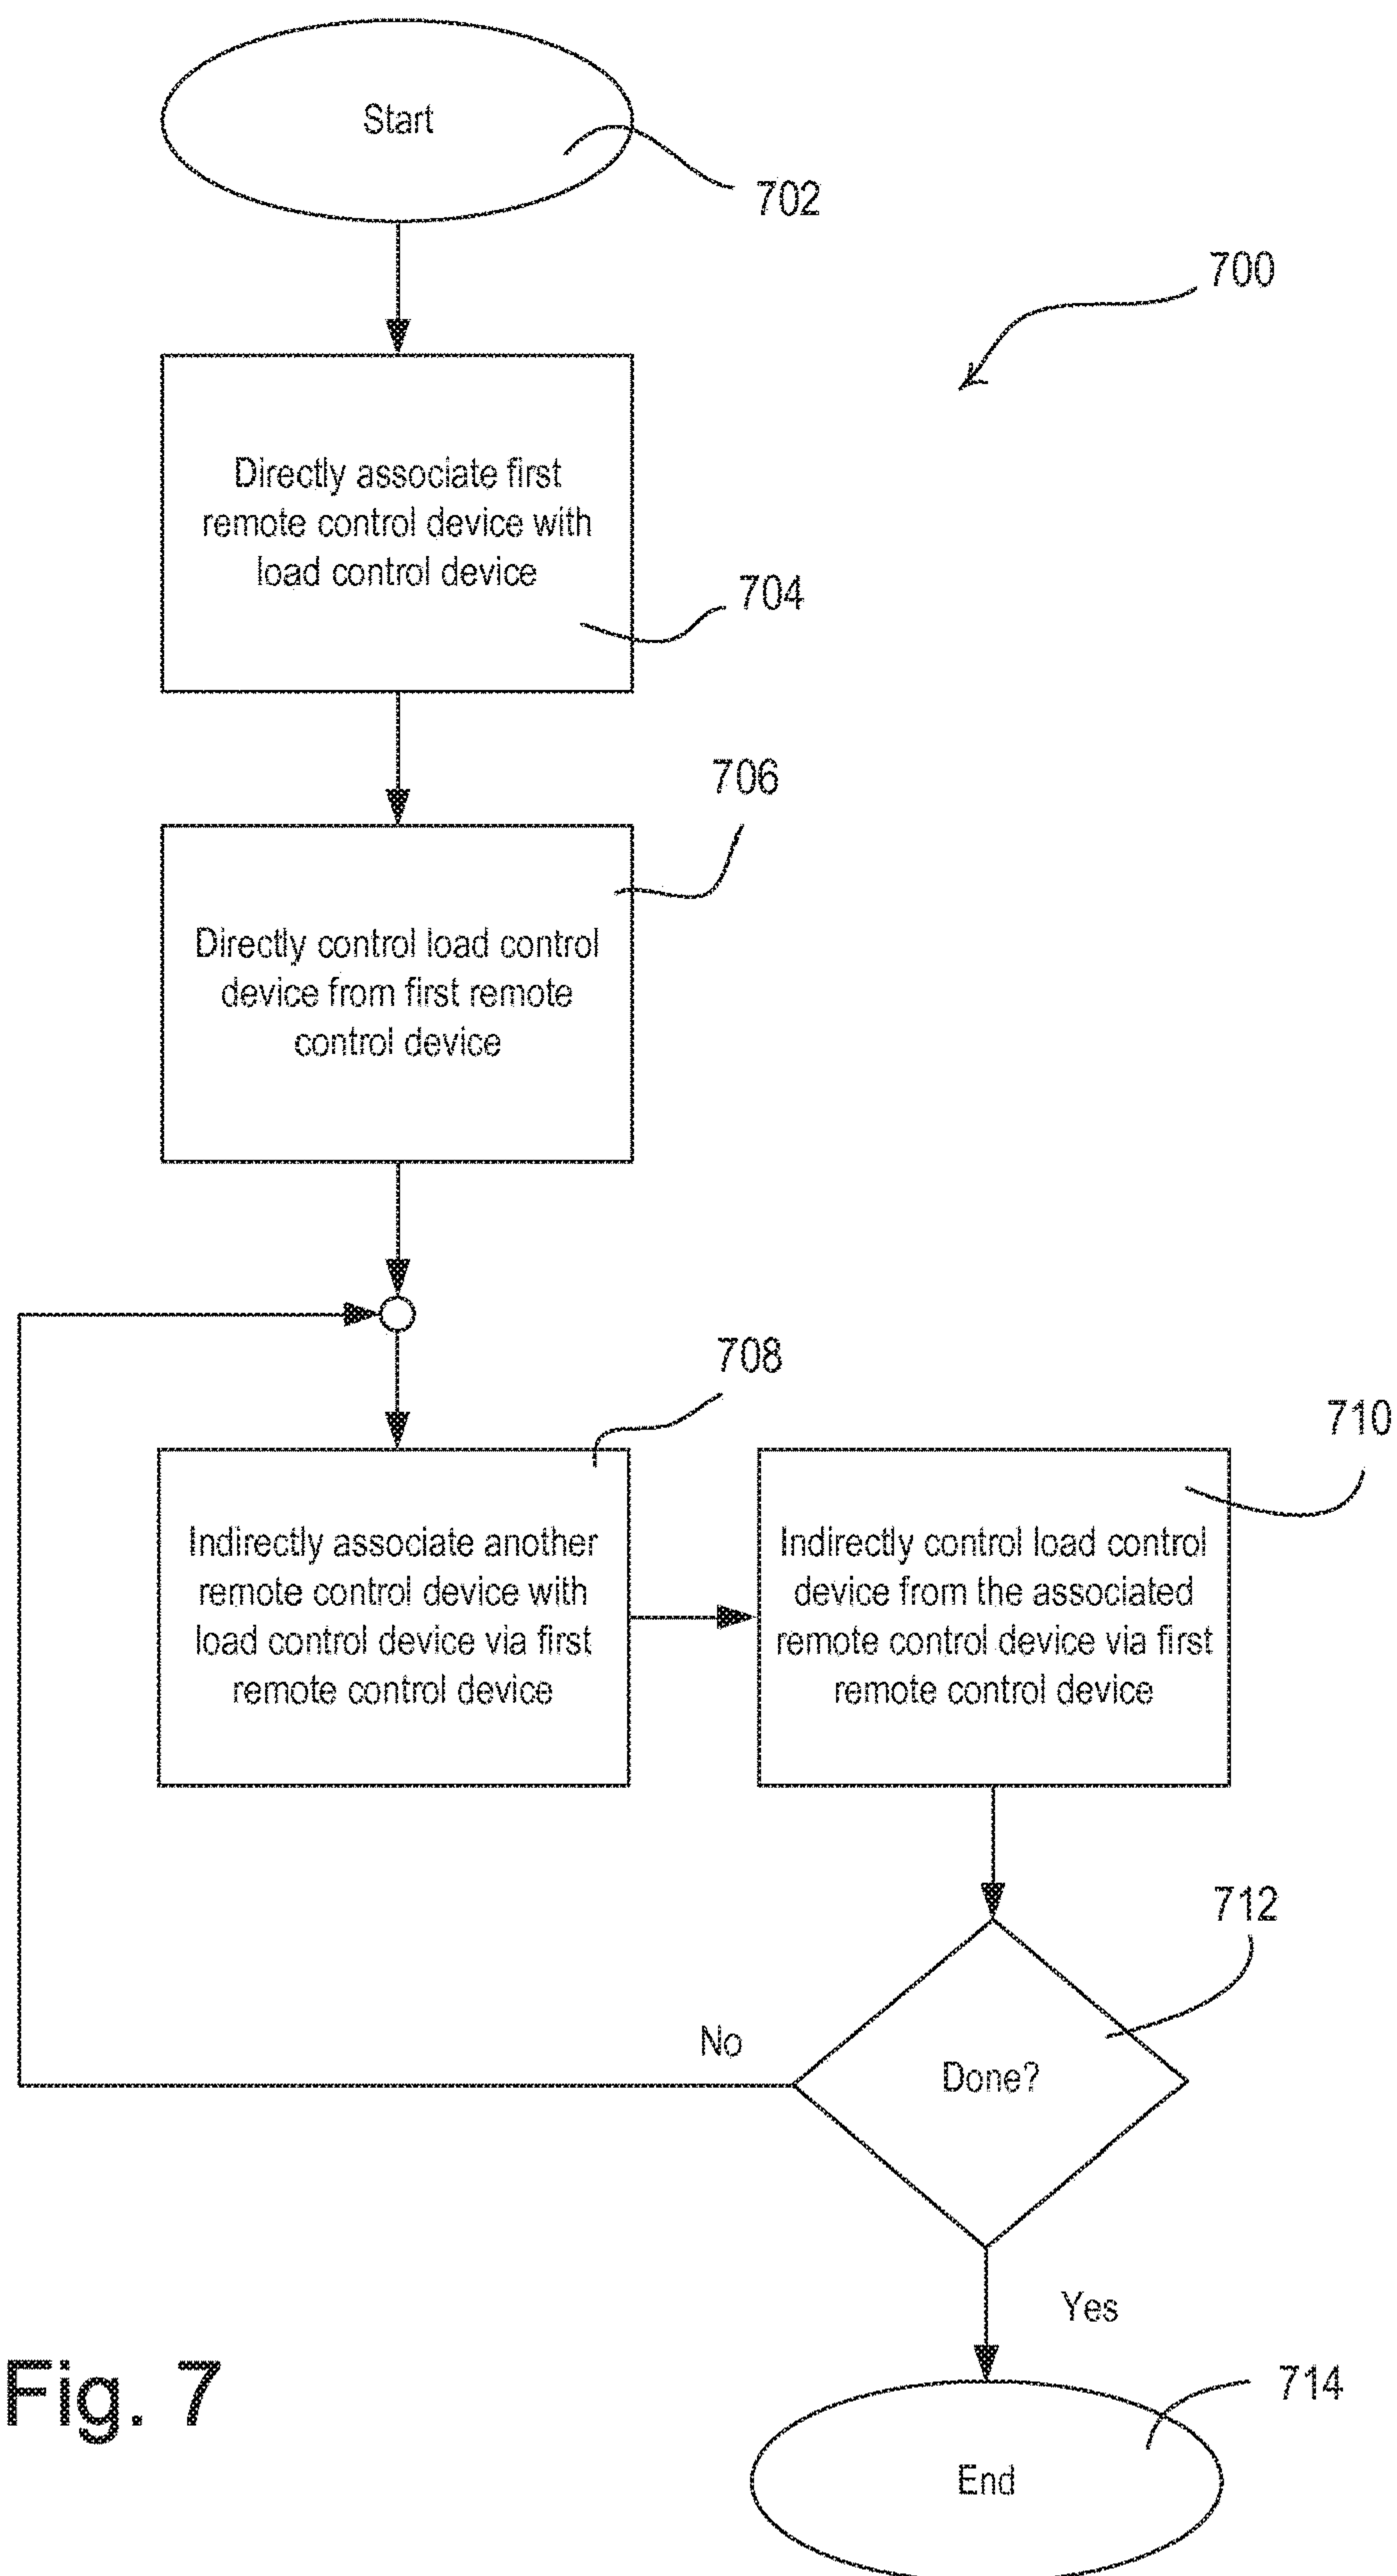 Start
702
700
Directly associate first
remote control device with
load control device
704
706
Directly control load control
device from first remote
control device
708
710
Indirectly associate another
remote control device with
load control device via first
remote control device
Indirectly control load control
device from the associated
remote control device via first
remote control device
712
No
Done?
Yes
Fig. 7
714
End